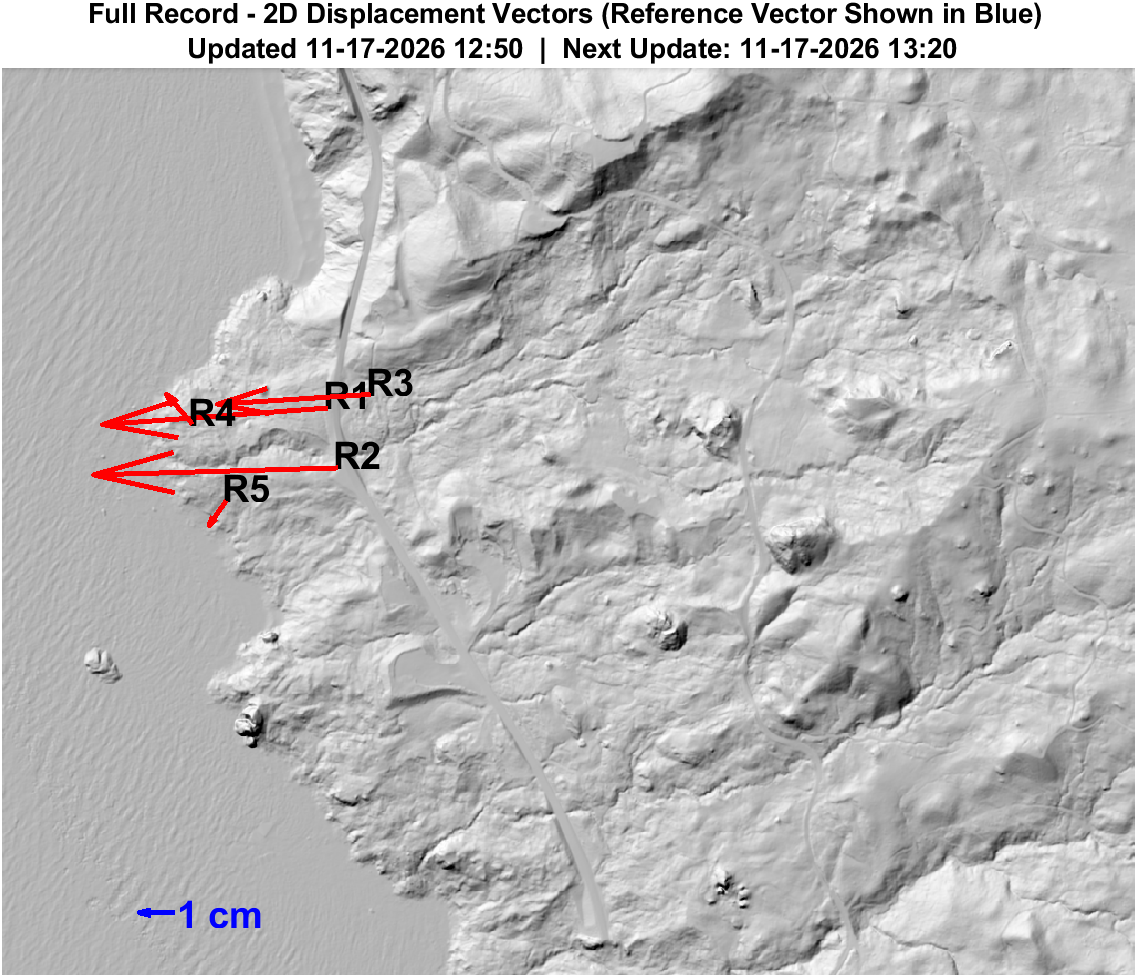 Full Record - 2D Displacement Vectors (Reference Vector Shown in Blue)
Updated 11-17-2026 12:50 | Next Update: 11-17-2026 13:20
R3
R1
R4
R2
R5
1 cm